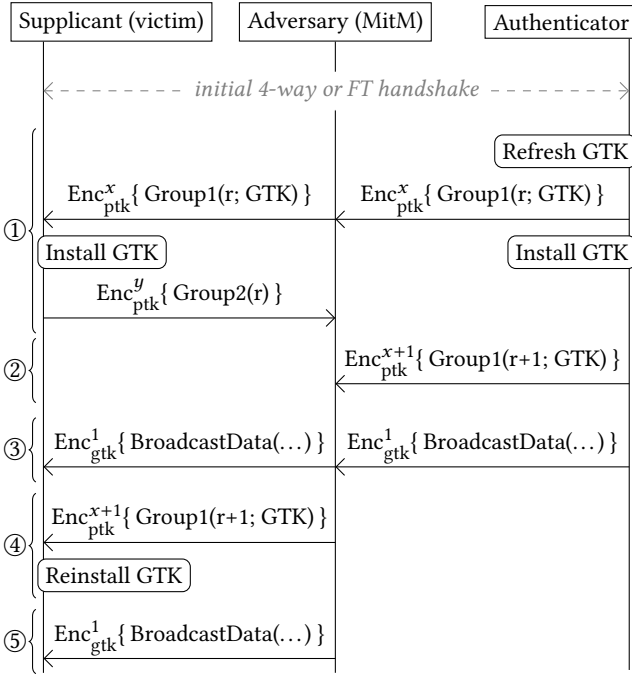 Supplicant (victim) Adversary (MitM) Authenticator
initial 4-way or FT handshake
Refresh GTK
Enc^x_ptk{ Group1(r; GTK) } Enc^x_ptk{ Group1(r; GTK) }
①
Install GTK Install GTK
Enc^y_ptk{ Group2(r) }
Enc^{x+1}_ptk{ Group1(r+1; GTK) }
②
Enc^1_gtk{ BroadcastData(…) } Enc^1_gtk{ BroadcastData(…) }
③
Enc^{x+1}_ptk{ Group1(r+1; GTK) }
④
Reinstall GTK
Enc^1_gtk{ BroadcastData(…) }
⑤